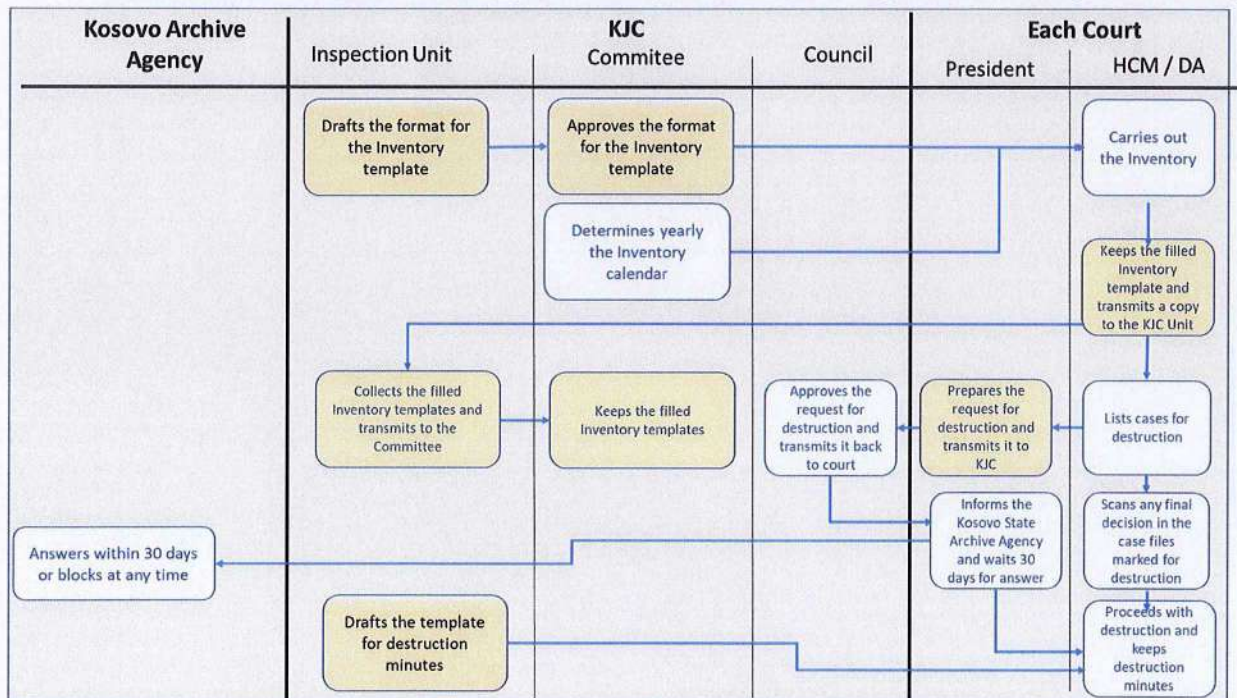 Kosovo Archive
Agency
KJC
Each Court
Inspection Unit
Commitee
Council
President
HCM / DA
Drafts the format for
the Inventory
template
Approves the format
for the Inventory
template
Carries out
the Inventory
Determines yearly
the Inventory
calendar
Keeps the filled
Inventory
template and
transmits a copy
to the KJC Unit
Collects the filled
Inventory templates and
transmits to the
Committee
Keeps the filled
Inventory templates
Approves the
request for
destruction and
transmits it back
to court
Prepares the
request for
destruction and
transmits it to
KJC
Lists cases for
destruction
Answers within 30 days
or blocks at any time
Informs the
Kosovo State
Archive Agency
and waits 30
days for answer
Scans any final
decision in the
case files
marked for
destruction
Drafts the template
for destruction
minutes
Proceeds with
destruction and
keeps
destruction
minutes